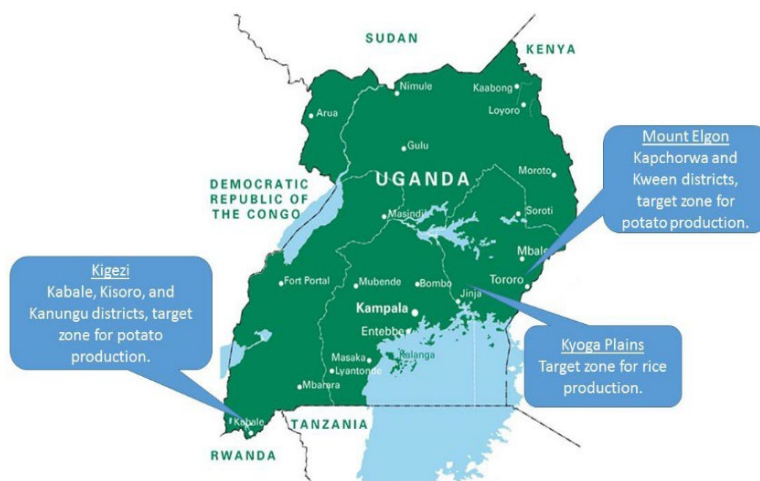 SUDAN
KENYA
Nimule
Kaabong
Loyoro
Arua
Gulu
Mount Elgon
Kapchorwa and
Kween districts,
target zone for
potato production.
Moroto
DEMOCRATIC
REPUBLIC OF
THE CONGO
UGANDA
Masindi
Soroti
Mbale
Kigezi
Kabale, Kisoro, and
Kanungu districts, target
zone for potato
production.
Fort Portal
Mubende
Bombo
Tororo
Jinja
Kampala
Entebbe
Kyoga Plains
Target zone for rice
production.
Masaka
Kalanga
Lyantonde
Mbarara
Kabale
TANZANIA
RWANDA